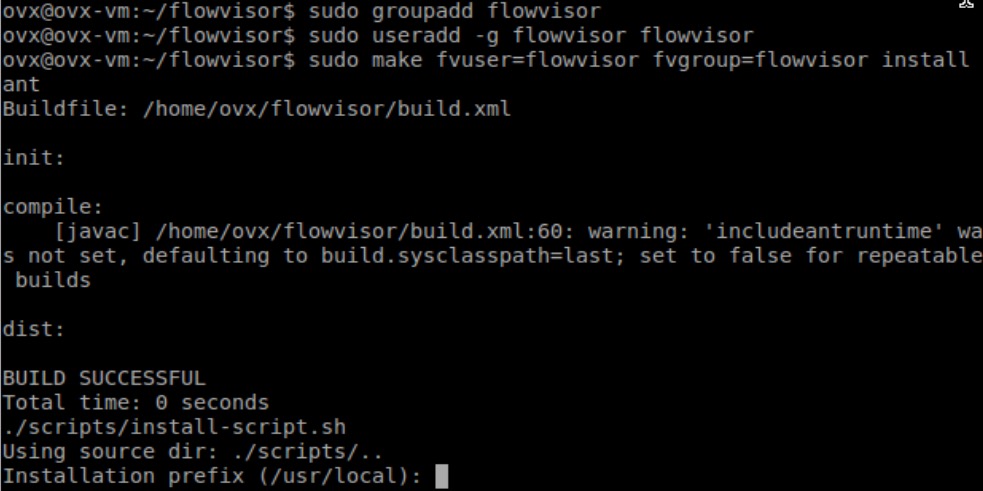 ovx@ovx-vm:~/flowvisor$ sudo groupadd flowvisor
ovx@ovx-vm:~/flowvisor$ sudo useradd -g flowvisor flowvisor
ovx@ovx-vm:~/flowvisor$ sudo make fvuser=flowvisor fvgroup=flowvisor install
ant
Buildfile: /home/ovx/flowvisor/build.xml
init:
compile:
[javac] /home/ovx/flowvisor/build.xml:60: warning: 'includeantruntime' wa
s not set, defaulting to build.sysclasspath=last; set to false for repeatable
builds
dist:
BUILD SUCCESSFUL
Total time: 0 seconds
./scripts/install-script.sh
Using source dir: ./scripts/..
Installation prefix (/usr/local):